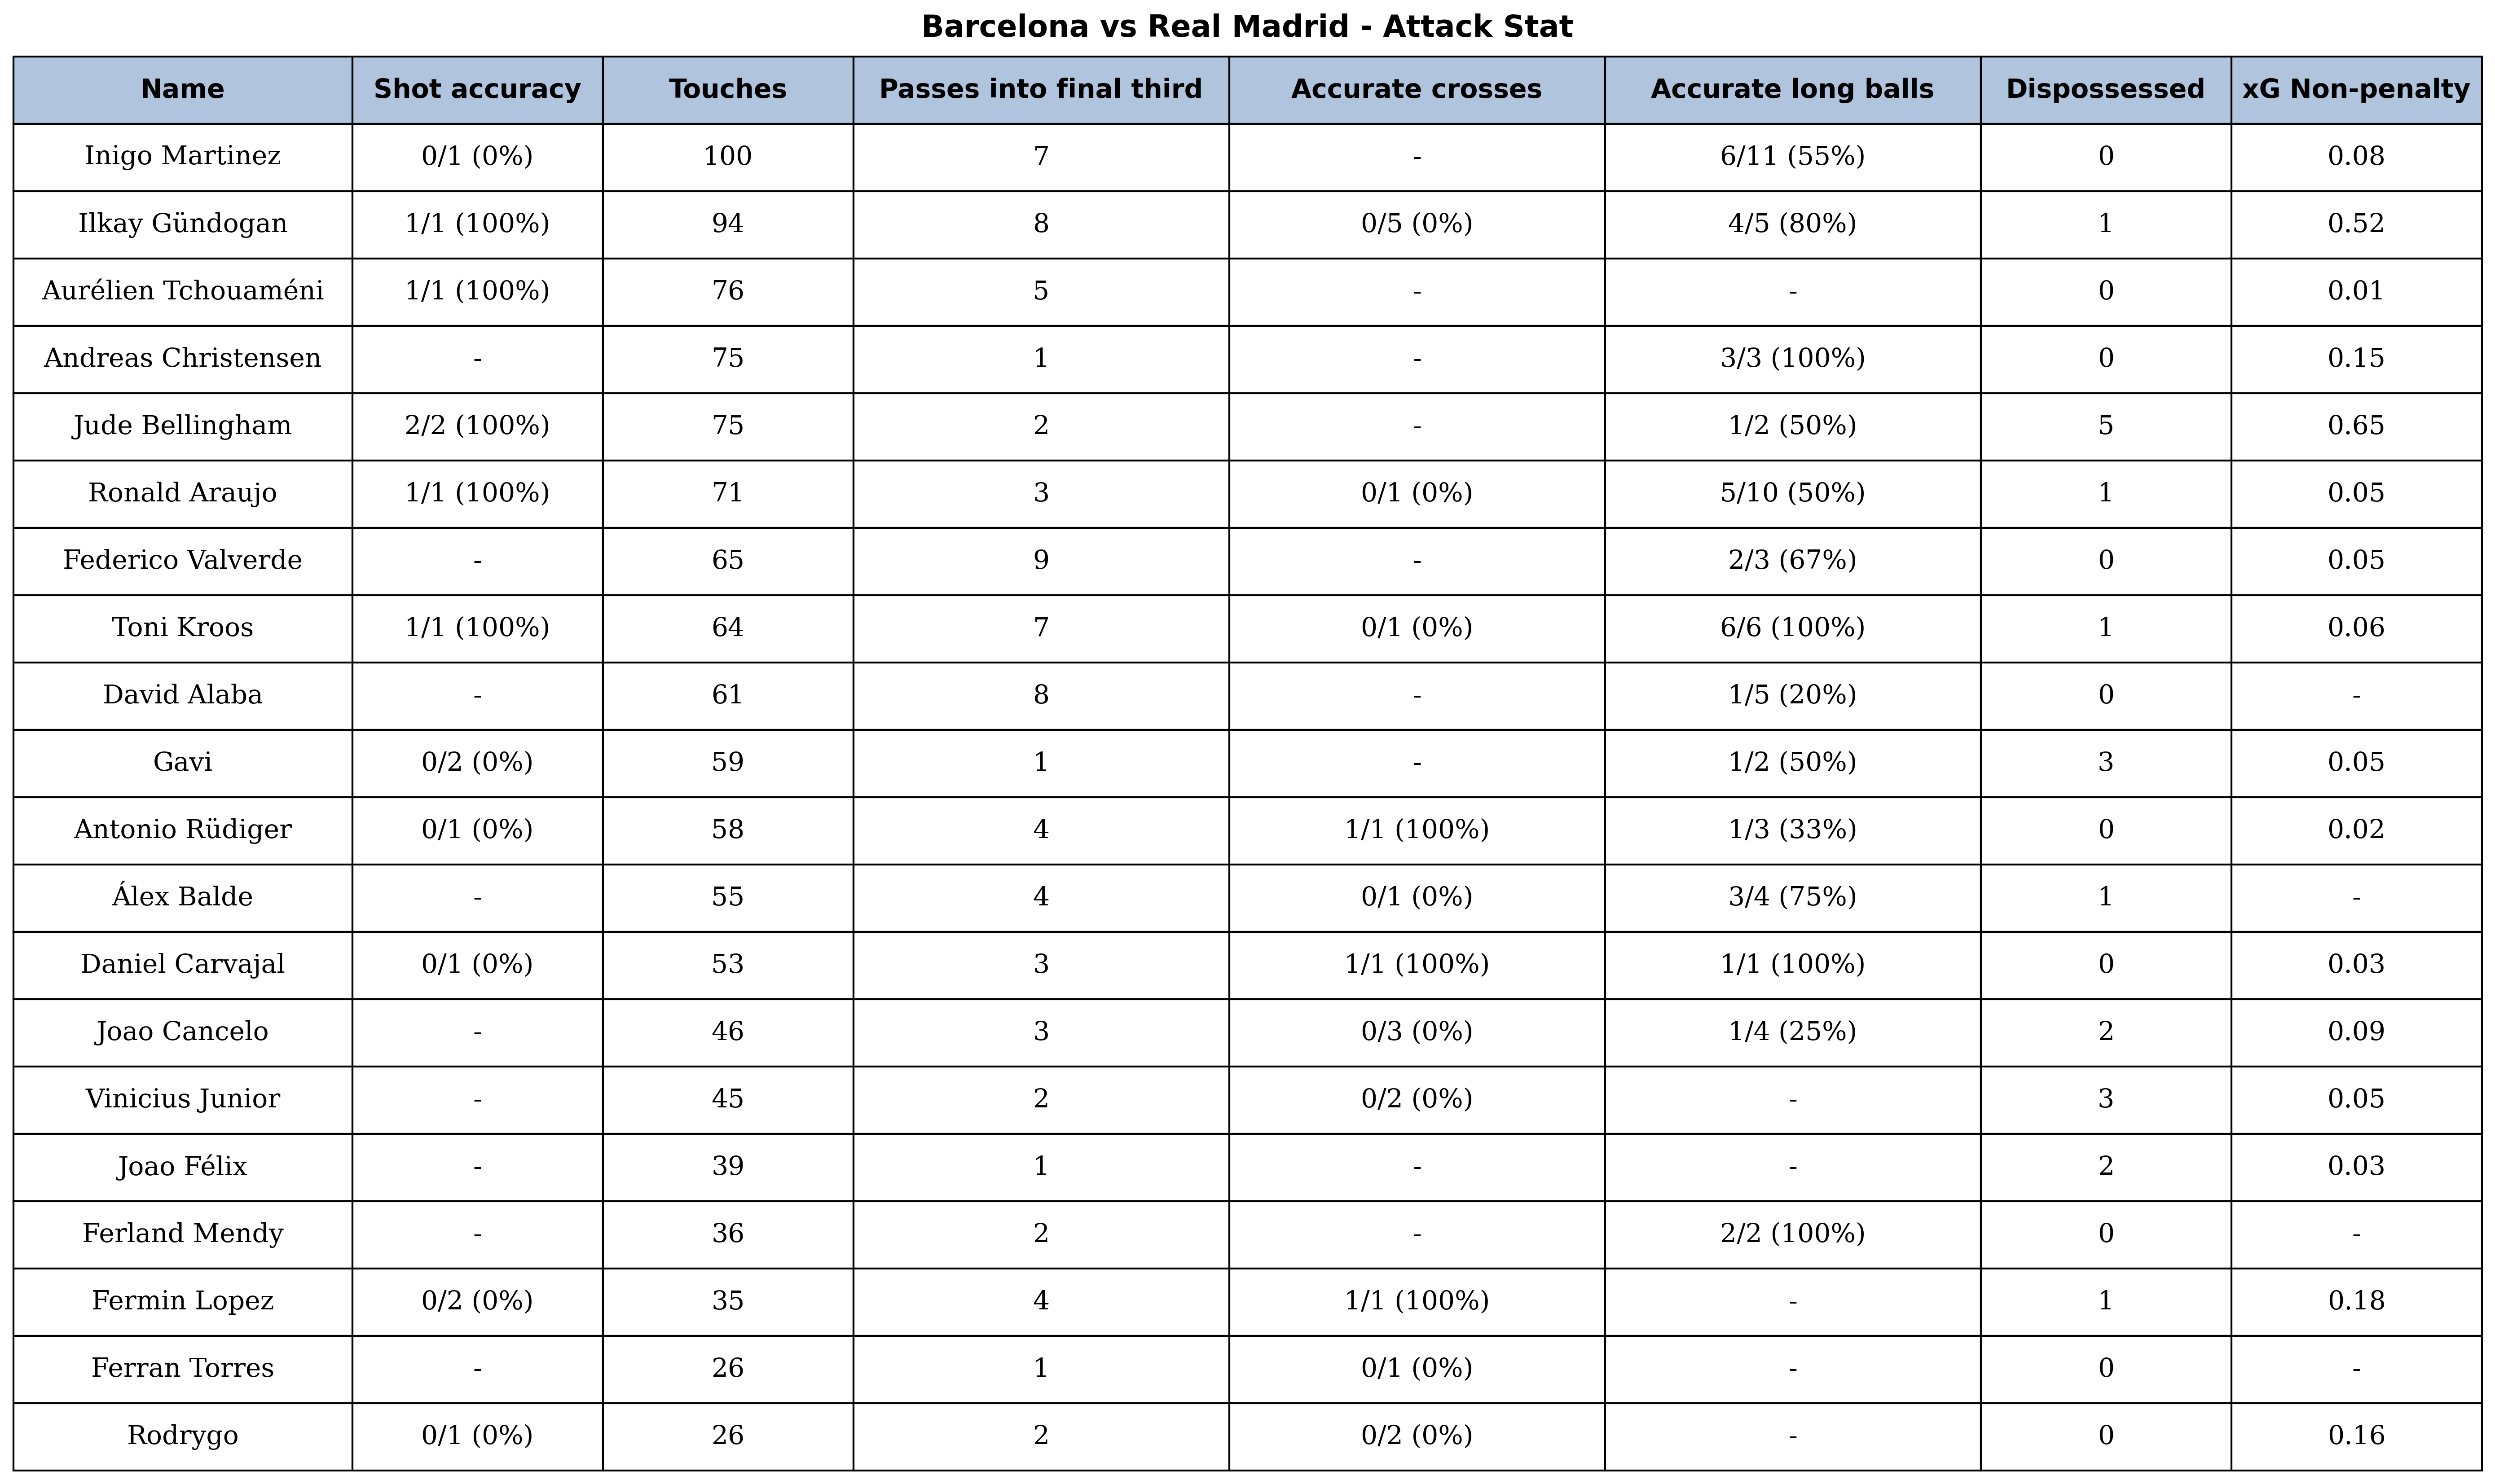 Barcelona vs Real Madrid - Attack Stat
Name Shot accuracy Touches Passes into final third Accurate crosses Accurate long balls Dispossessed xG Non-penalty
Inigo Martinez 0/1 (0%) 100 7 - 6/11 (55%) 0 0.08
Ilkay Gündogan 1/1 (100%) 94 8 0/5 (0%) 4/5 (80%) 1 0.52
Aurélien Tchouaméni 1/1 (100%) 76 5 - - 0 0.01
Andreas Christensen - 75 1 - 3/3 (100%) 0 0.15
Jude Bellingham 2/2 (100%) 75 2 - 1/2 (50%) 5 0.65
Ronald Araujo 1/1 (100%) 71 3 0/1 (0%) 5/10 (50%) 1 0.05
Federico Valverde - 65 9 - 2/3 (67%) 0 0.05
Toni Kroos 1/1 (100%) 64 7 0/1 (0%) 6/6 (100%) 1 0.06
David Alaba - 61 8 - 1/5 (20%) 0 -
Gavi 0/2 (0%) 59 1 - 1/2 (50%) 3 0.05
Antonio Rüdiger 0/1 (0%) 58 4 1/1 (100%) 1/3 (33%) 0 0.02
Álex Balde - 55 4 0/1 (0%) 3/4 (75%) 1 -
Daniel Carvajal 0/1 (0%) 53 3 1/1 (100%) 1/1 (100%) 0 0.03
Joao Cancelo - 46 3 0/3 (0%) 1/4 (25%) 2 0.09
Vinicius Junior - 45 2 0/2 (0%) - 3 0.05
Joao Félix - 39 1 - - 2 0.03
Ferland Mendy - 36 2 - 2/2 (100%) 0 -
Fermin Lopez 0/2 (0%) 35 4 1/1 (100%) - 1 0.18
Ferran Torres - 26 1 0/1 (0%) - 0 -
Rodrygo 0/1 (0%) 26 2 0/2 (0%) - 0 0.16